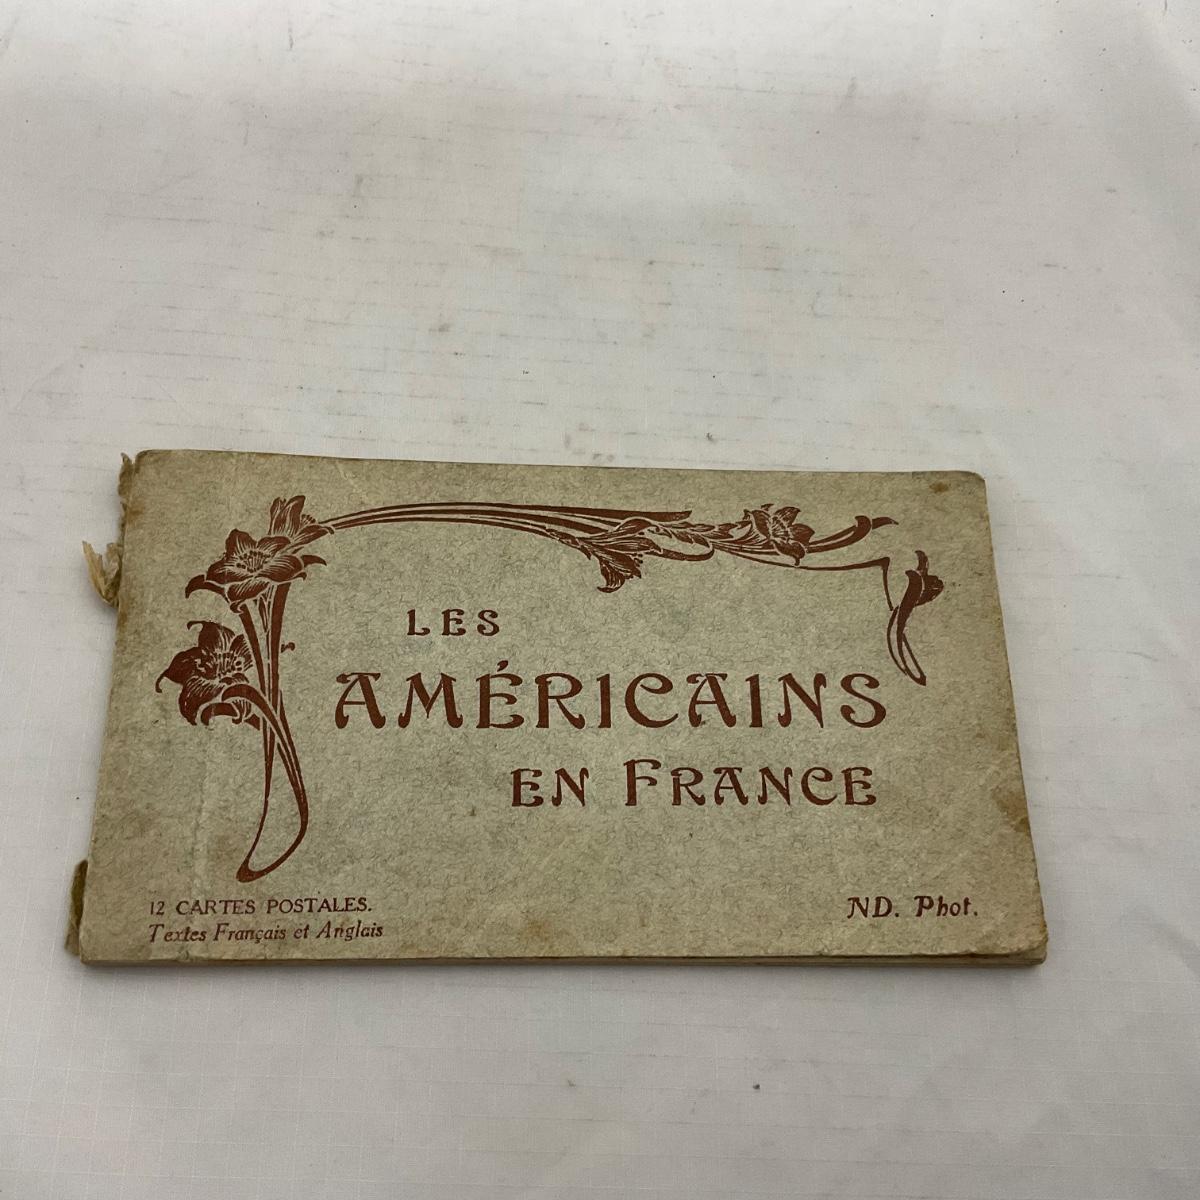 LES
AMÉRICAINS
EN FRANCE
12 CARTES POSTALES.
Textes Français et Anglais
ND. Phot.